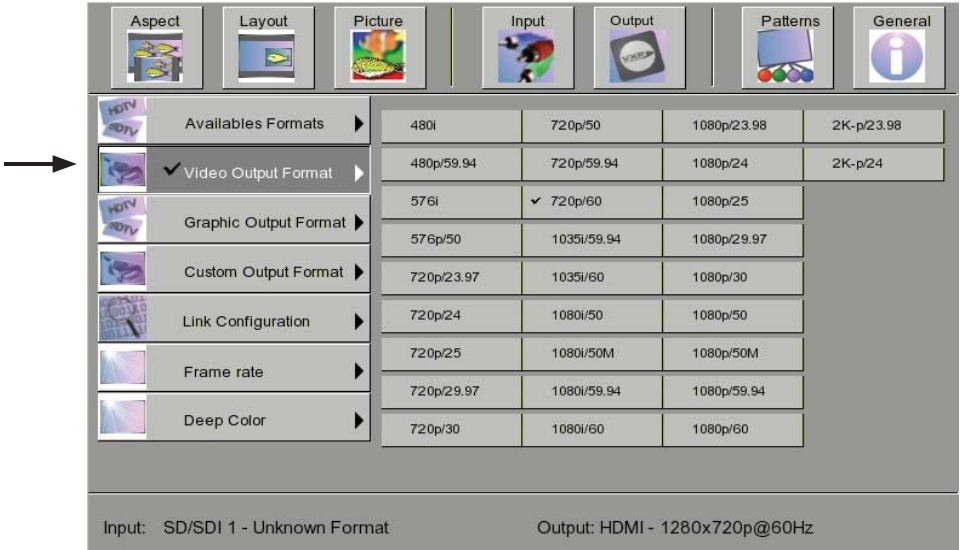 Aspect Layout Picture Input Output Patterns General
VXP
HDTV
SDTV
Availables Formats
Video Output Format
HDTV
SDTV
Graphic Output Format
Custom Output Format
Link Configuration
Frame rate
Deep Color
480i 720p/50 1080p/23.98 2K-p/23.98
480p/59.94 720p/59.94 1080p/24 2K-p/24
576i ✔ 720p/60 1080p/25
576p/50 1035i/59.94 1080p/29.97
720p/23.97 1035i/60 1080p/30
720p/24 1080i/50 1080p/50
720p/25 1080i/50M 1080p/50M
720p/29.97 1080i/59.94 1080p/59.94
720p/30 1080i/60 1080p/60
Input: SD/SDI 1 - Unknown Format Output: HDMI - 1280x720p@60Hz